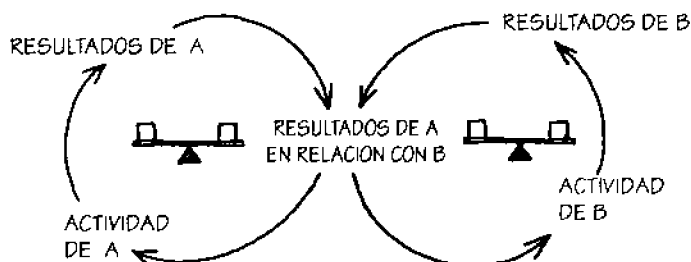 RESULTADOS DE A
RESULTADOS DE B
RESULTADOS DE A
EN RELACION CON B
ACTIVIDAD
DE A
ACTIVIDAD
DE B